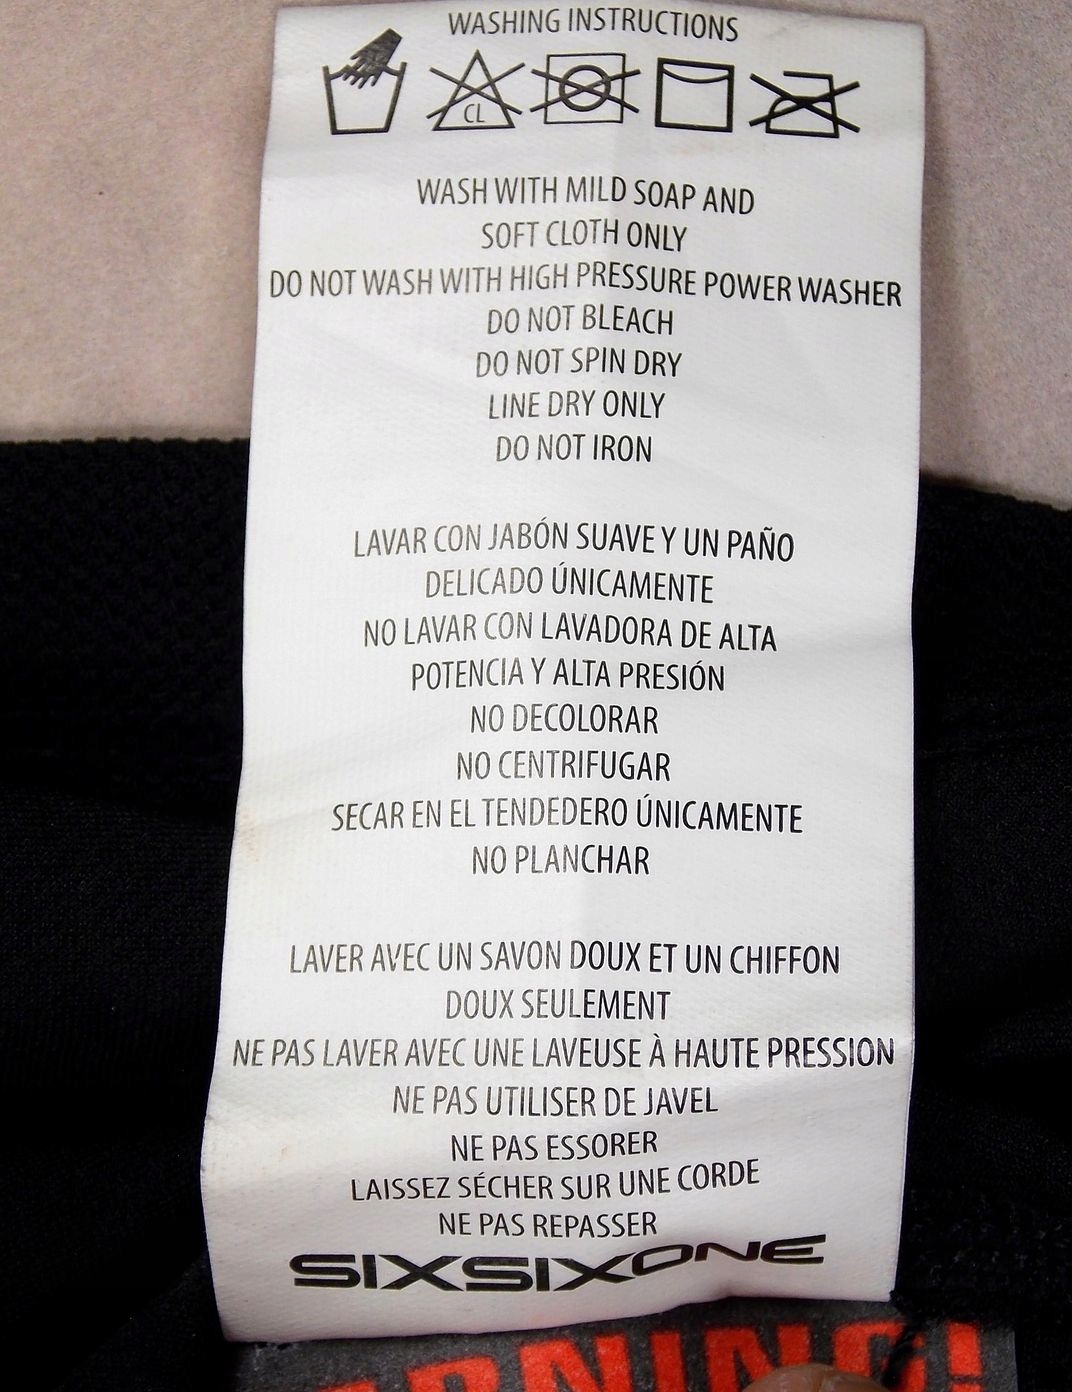 WASHING INSTRUCTIONS
CL
WASH WITH MILD SOAP AND
SOFT CLOTH ONLY
DO NOT WASH WITH HIGH PRESSURE POWER WASHER
DO NOT BLEACH
DO NOT SPIN DRY
LINE DRY ONLY
DO NOT IRON
LAVAR CON JABÓN SUAVE Y UN PAÑO
DELICADO ÚNICAMENTE
NO LAVAR CON LAVADORA DE ALTA
POTENCIA Y ALTA PRESIÓN
NO DECOLORAR
NO CENTRIFUGAR
SECAR EN EL TENDEDERO ÚNICAMENTE
NO PLANCHAR
LAVER AVEC UN SAVON DOUX ET UN CHIFFON
DOUX SEULEMENT
NE PAS LAVER AVEC UNE LAVEUSE À HAUTE PRESSION
NE PAS UTILISER DE JAVEL
NE PAS ESSORER
LAISSEZ SÉCHER SUR UNE CORDE
NE PAS REPASSER
SIXSIXONE